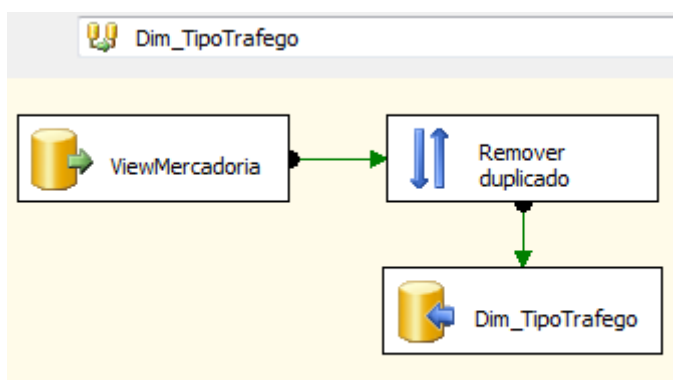 Dim_TipoTrafego
ViewMercadoria
Remover
duplicado
Dim_TipoTrafego